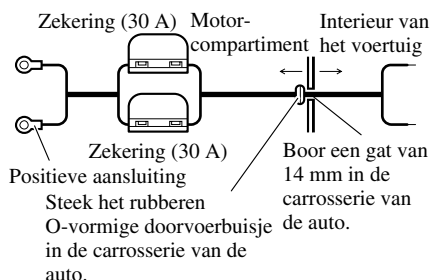 Zekering (30 A)
Motor-
compartiment
Interieur van
het voertuig
Zekering (30 A)
Positieve aansluiting
Steek het rubberen
O-vormige doorvoerbuisje
in de carrosserie van de
auto.
Boor een gat van
14 mm in de
carrosserie van
de auto.